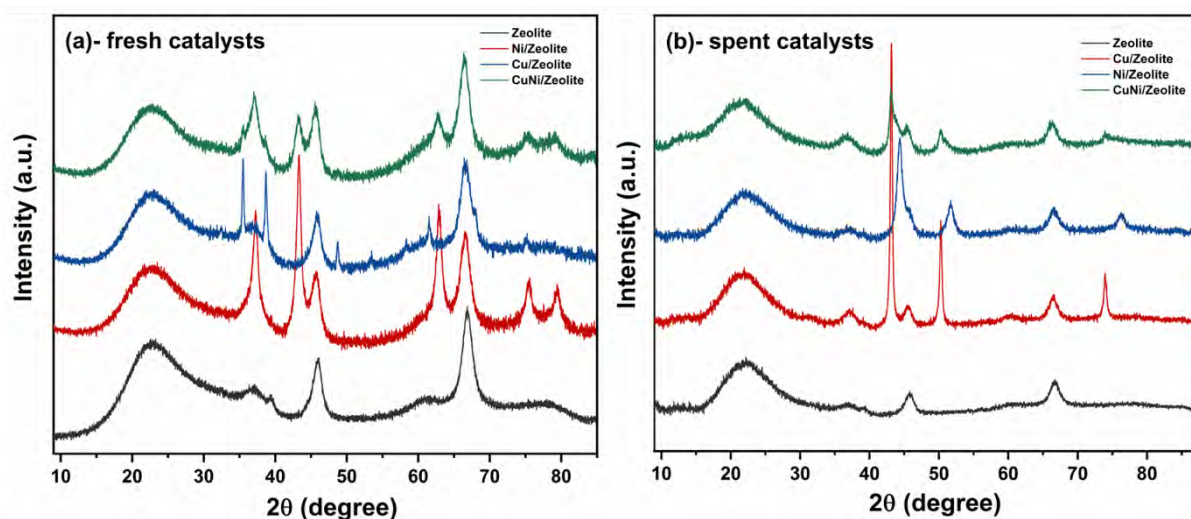 (a)- fresh catalysts
Zeolite
Ni/Zeolite
Cu/Zeolite
CuNi/Zeolite
Intensity (a.u.)
10 20 30 40 50 60 70 80
2θ (degree)
(b)- spent catalysts
Zeolite
Cu/Zeolite
Ni/Zeolite
CuNi/Zeolite
Intensity (a.u.)
10 20 30 40 50 60 70 80
2θ (degree)